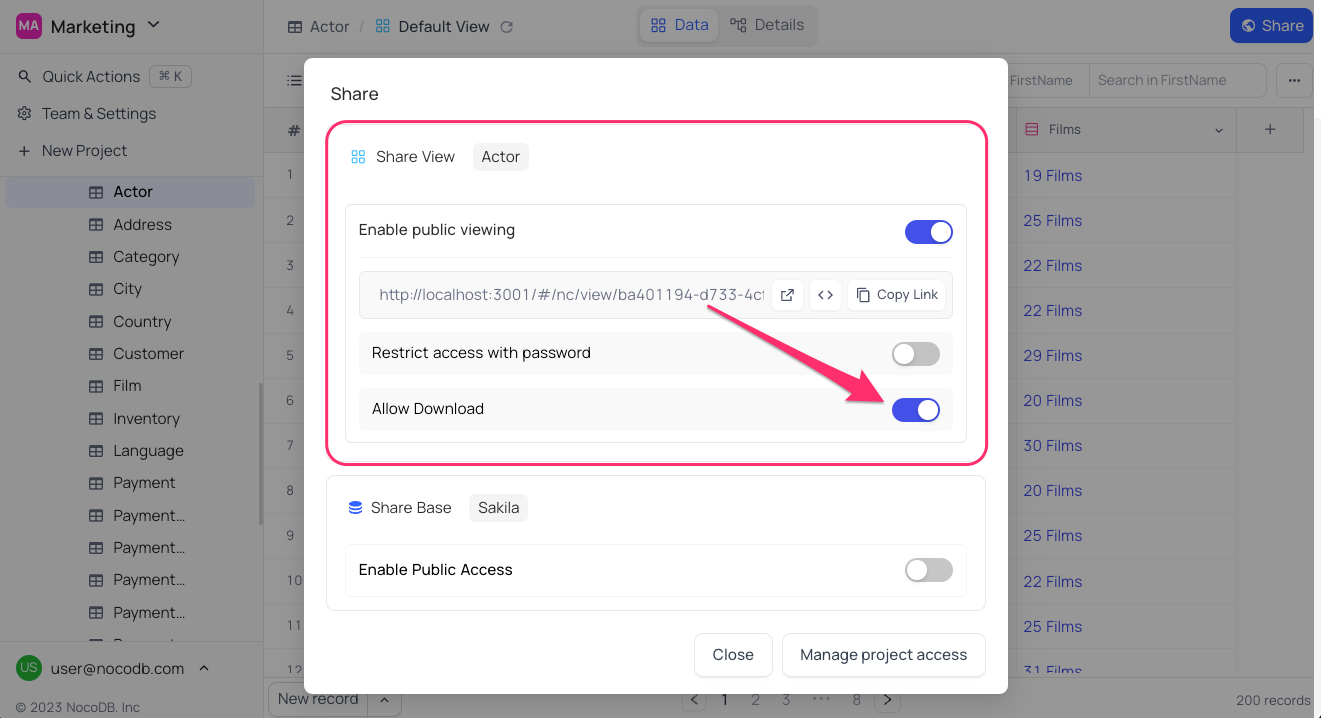 MA Marketing
Quick Actions ⌘ K
Team & Settings
New Project
Actor
Address
Category
City
Country
Customer
Film
Inventory
Language
Payment
Payment...
Payment...
Payment...
Payment...
US user@nocodb.com
© 2023 NocoDB. Inc
Actor / Default View
Data Details
Share
FirstName Search in FirstName
# Films
1 19 Films
2 25 Films
3 22 Films
4 22 Films
5 29 Films
6 20 Films
7 30 Films
8 20 Films
9 25 Films
10 22 Films
11 25 Films
12 31 Films
Share
Share View Actor
Enable public viewing
http://localhost:3001/#/nc/view/ba401194-d733-4cf
Copy Link
Restrict access with password
Allow Download
Share Base Sakila
Enable Public Access
Close Manage project access
New record
1 2 3 ... 8
200 records